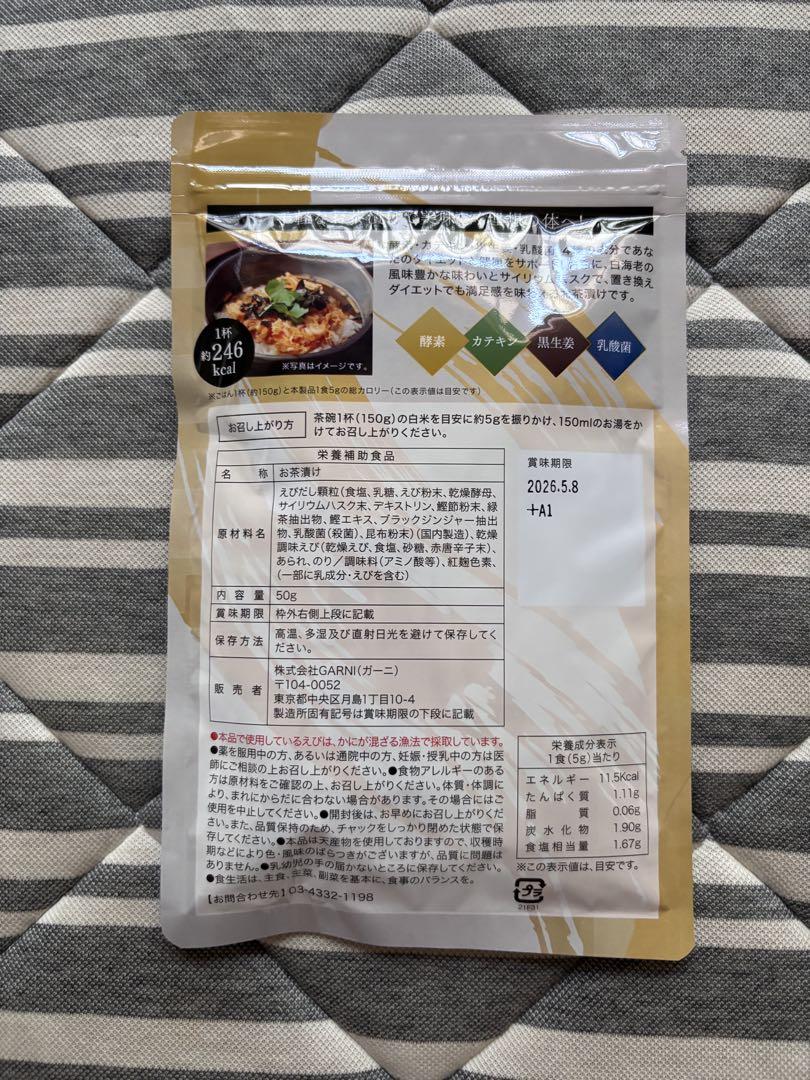 体へ!
分であな
風味豊かな味わいとサイリウムハスクで、置き換え
ダイエットでも満足感を味 茶漬けです。
1杯
約246
kcal
※写真はイメージです。
酵素
カテキン
黒生姜
乳酸菌
※ごはん1杯(約150g)と本製品1食5gの総カロリー(この表示値は目安です)
お召し上がり方
茶碗1杯(150g)の白米を目安に約5gを振りかけ、150mlのお湯をか
けてお召し上がりください。
栄養補助食品
名 称 お茶漬け
原材料名
えびだし顆粒(食塩、乳糖、えび粉末、乾燥酵母、
サイリウムハスク末、デキストリン、鰹節粉末、緑
茶抽出物、鰹エキス、ブラックジンジャー抽出
物、乳酸菌(殺菌)、昆布粉末)(国内製造)、乾燥
調味えび(乾燥えび、食塩、砂糖、赤唐辛子末)、
あられ、のり/調味料(アミノ酸等)、紅麹色素、
(一部に乳成分・えびを含む)
内容量 50g
賞味期限 枠外右側上段に記載
保存方法
高温、多湿及び直射日光を避けて保存してく
ださい。
販売者
株式会社GARNI(ガーニ)
〒104-0052
東京都中央区月島1丁目10-4
製造所固有記号は賞味期限の下段に記載
賞味期限
2026.5.8
+A1
●本品で使用しているえびは、かにが混ざる漁法で採取しています。
●薬を服用中の方、あるいは通院中の方、妊娠・授乳中の方は医
師にご相談の上お召し上がりください。●食物アレルギーのある
方は原材料をご確認の上、お召し上がりください。体質・体調に
より、まれにからだに合わない場合があります。その場合にはご
使用を中止してください。●開封後は、お早めにお召し上がりくだ
さい。また、品質保持のため、チャックをしっかり閉めた状態で保
存してください。●本品は天産物を使用しておりますので、収穫時
期などにより色・風味のばらつきがございますが、品質に問題は
ありません。●乳幼児の手の届かないところに保存してください。
●食生活は、主食、主菜、副菜を基本に、食事のバランスを。
【お問い合わせ先】03-4332-1198
栄養成分表示
1食(5g)当たり
エネルギー 11.5Kcal
たんぱく質 1.11g
脂質 0.06g
炭水化物 1.90g
食塩相当量 1.67g
※この表示値は、目安です。
プラ